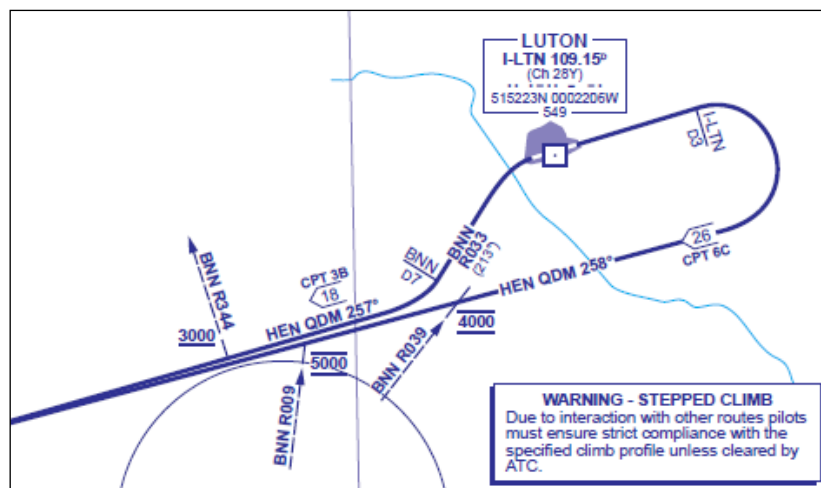 LUTON
I-LTN 109.15ᴰ
(Ch 28Y)
515223N 0002206W
549
I-LTN
D3
BNN
R033
(213°)
BNN
D7
26
CPT 6C
HEN QDM 258°
CPT 3B
18
HEN QDM 257°
BNN R344
3000
4000
5000
BNN R039
BNN R009
WARNING - STEPPED CLIMB
Due to interaction with other routes pilots
must ensure strict compliance with the
specified climb profile unless cleared by
ATC.